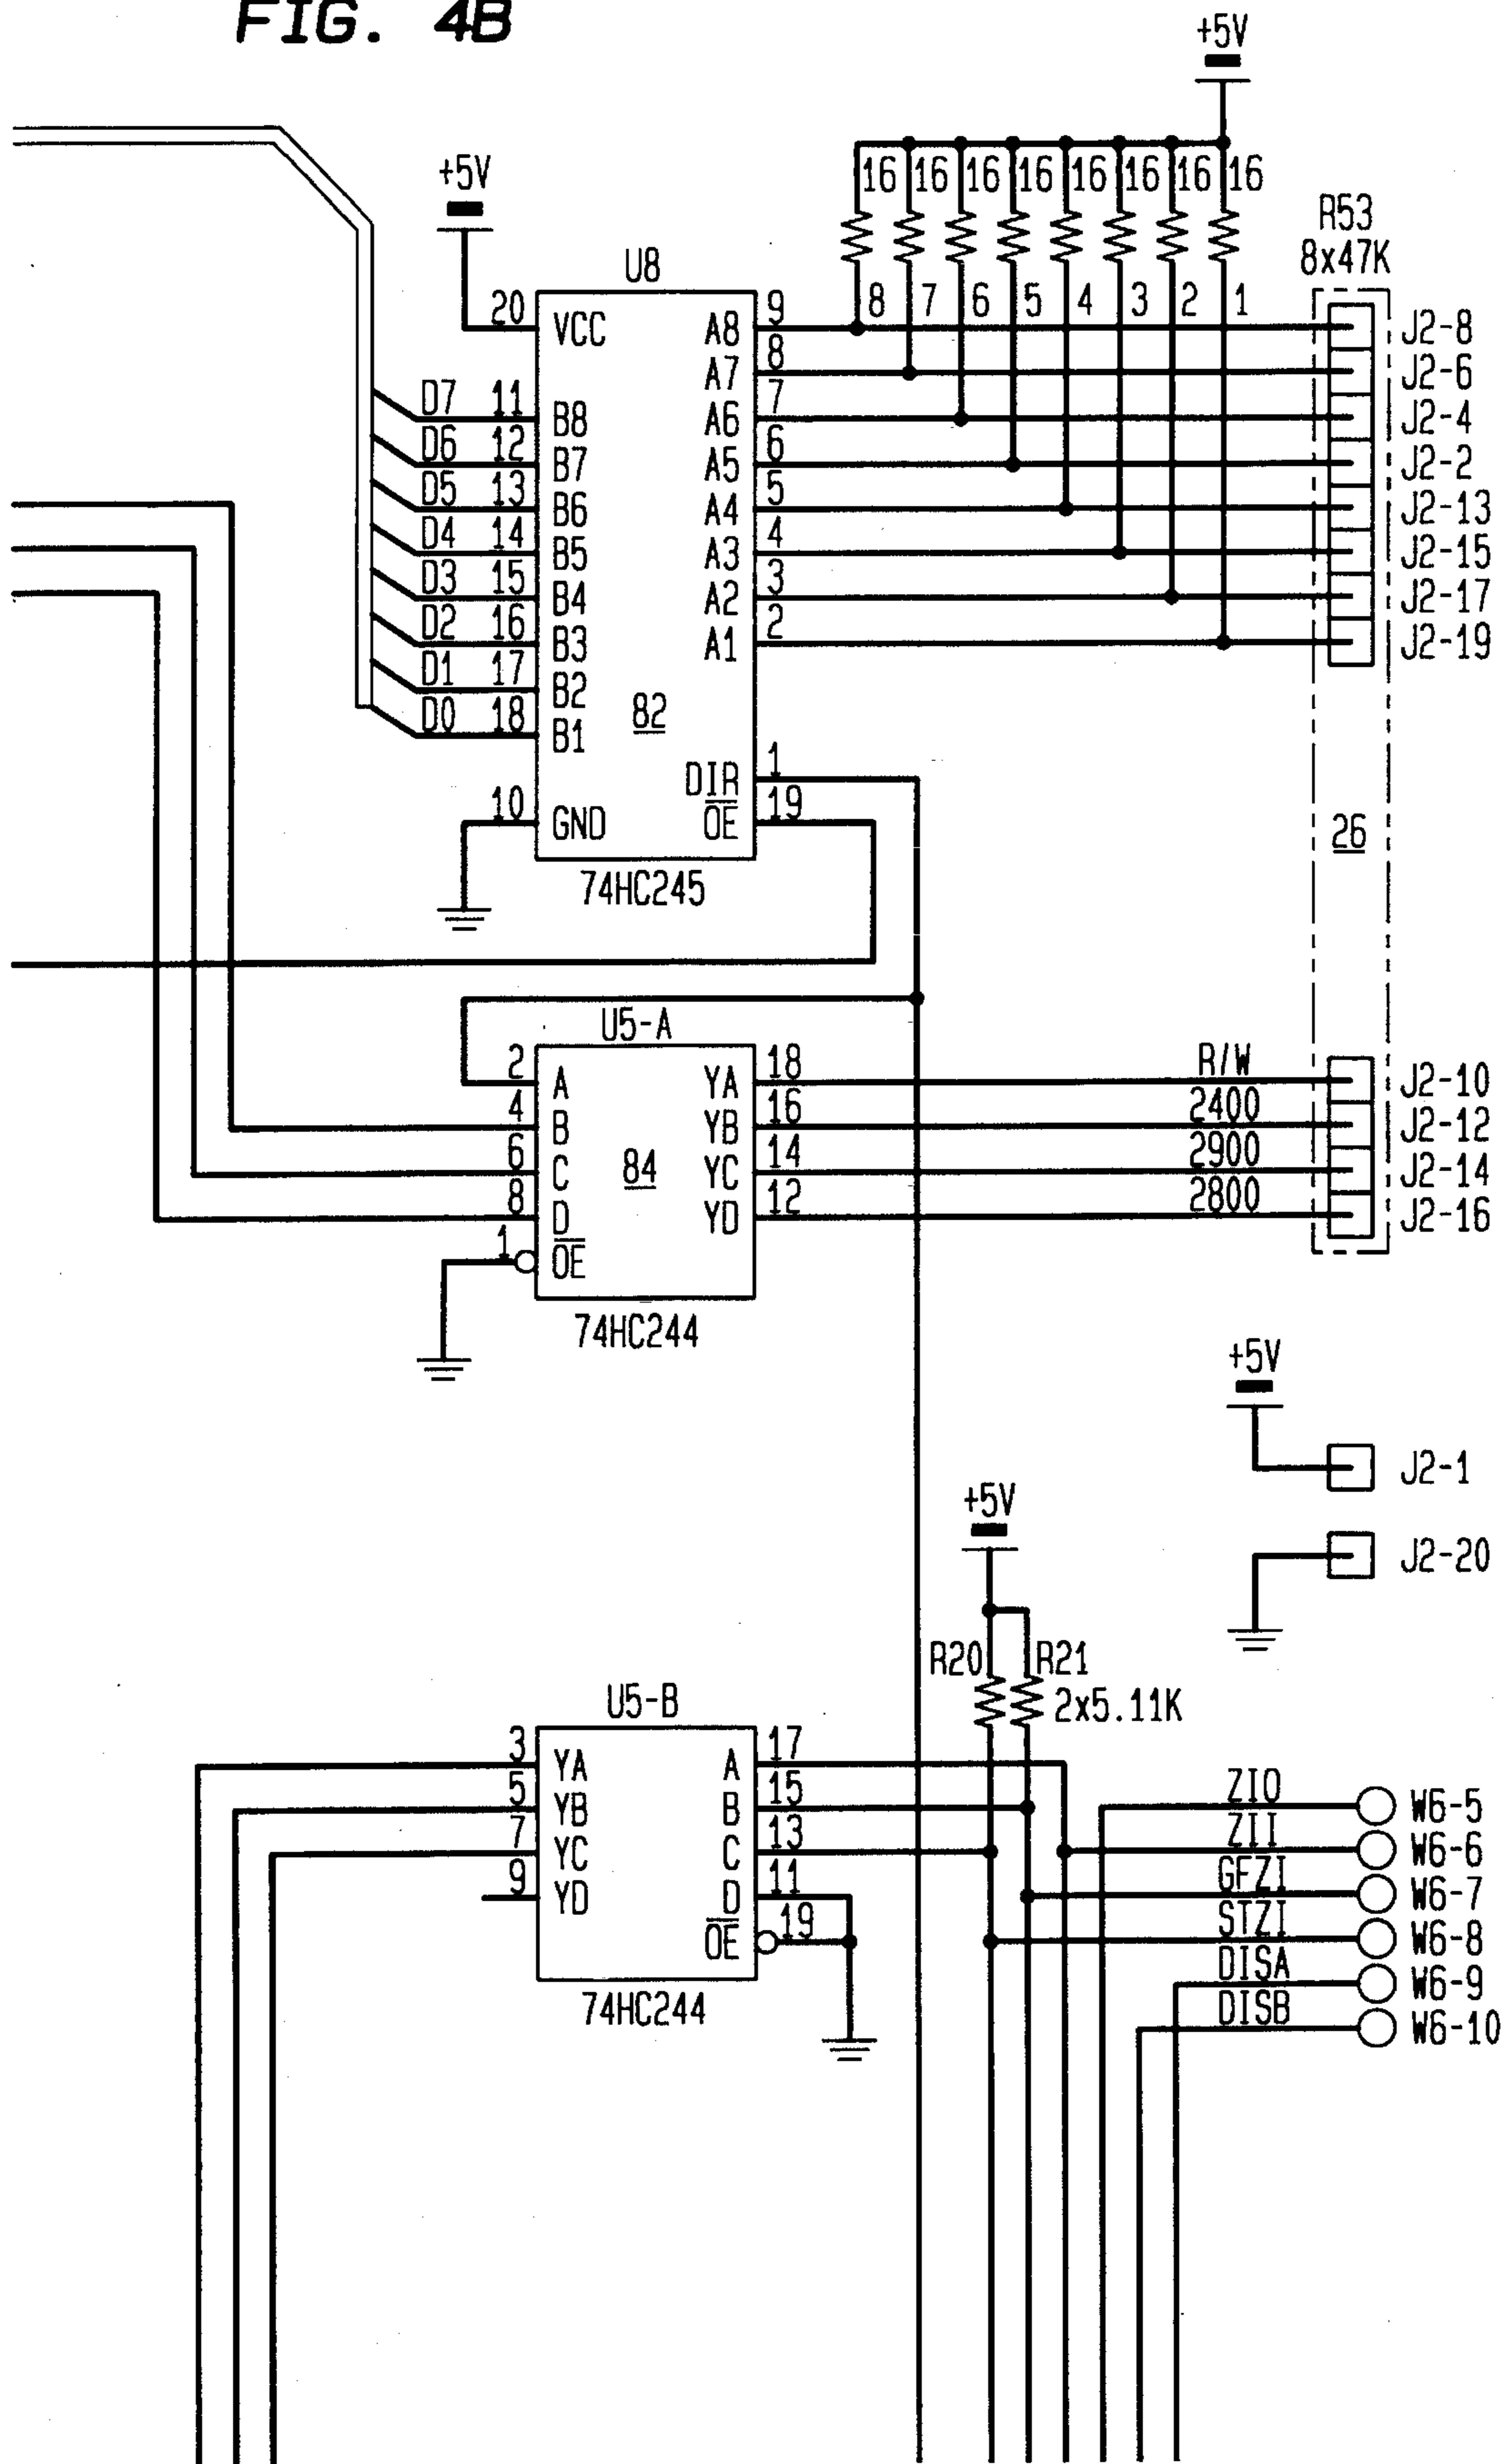 FIG. 4B
+5V
+5V
16 16 16 16 16 16 16 16
R53
8x47K
U8
8 7 6 5 4 3 2 1
20 VCC A8 9 J2-8
A7 8 J2-6
D7 11 B8 A6 7 J2-4
D6 12 B7 A5 6 J2-2
D5 13 B6 A4 5 J2-13
D4 14 B5 A3 4 J2-15
D3 15 B4 A2 3 J2-17
D2 16 B3 A1 2 J2-19
D1 17 B2
D0 18 B1
82
DIR 1
10 GND OE 19
26
74HC245
U5-A
2 A YA 18 R/W J2-10
4 B YB 16 2400 J2-12
6 C YC 14 2900 J2-14
8 D YD 12 2800 J2-16
84
1 OE
74HC244
+5V
J2-1
+5V
J2-20
R20 R21
2x5.11K
U5-B
3 YA A 17
5 YB B 15
7 YC C 13
9 YD D 11
OE 19
74HC244
ZIO W6-5
ZII W6-6
GFZI W6-7
STZI W6-8
DISA W6-9
DISB W6-10